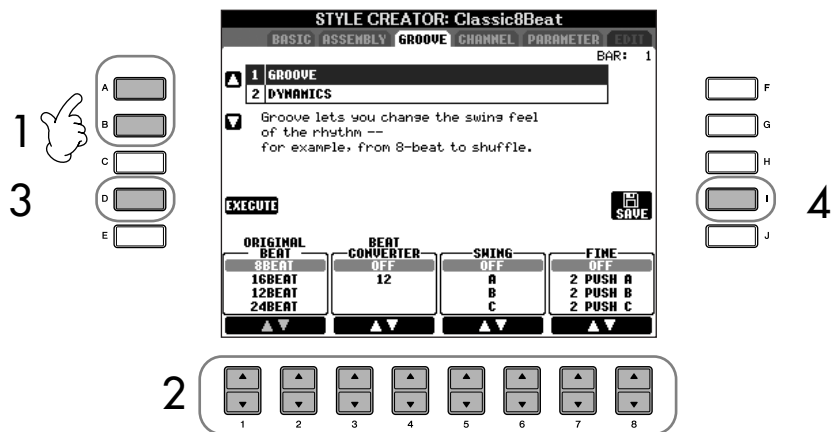 STYLE CREATOR: Classic8Beat
BASIC ASSEMBLY GROOVE CHANNEL PARAMETER EDIT
BAR: 1
1 GROOVE
2 DYNAMICS
Groove lets you change the swing feel
of the rhythm --
for example, from 8-beat to shuffle.
EXECUTE
SAVE
ORIGINAL BEAT
8BEAT
16BEAT
12BEAT
24BEAT
BEAT CONVERTER
OFF
12
SWING
OFF
A
B
C
FINE
OFF
2 PUSH A
2 PUSH B
2 PUSH C
A
B
C
D
E
F
G
H
I
J
1
3
4
2
1 2 3 4 5 6 7 8